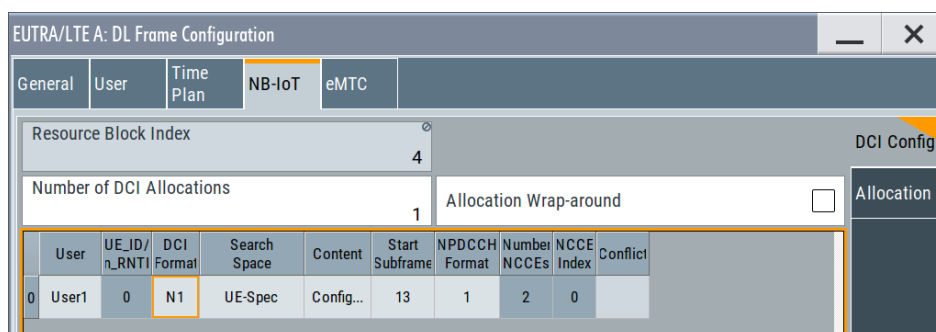 EUTRA/LTE A: DL Frame Configuration
General User Time Plan NB-IoT eMTC
Resource Block Index
4
DCI Config
Number of DCI Allocations
1
Allocation Wrap-around
Allocation
User UE_ID/ n_RNTI DCI Format Search Space Content Start Subframe NPDCCH Format Number NCCEs NCCE Index Conflict
0 User1 0 N1 UE-Spec Config... 13 1 2 0